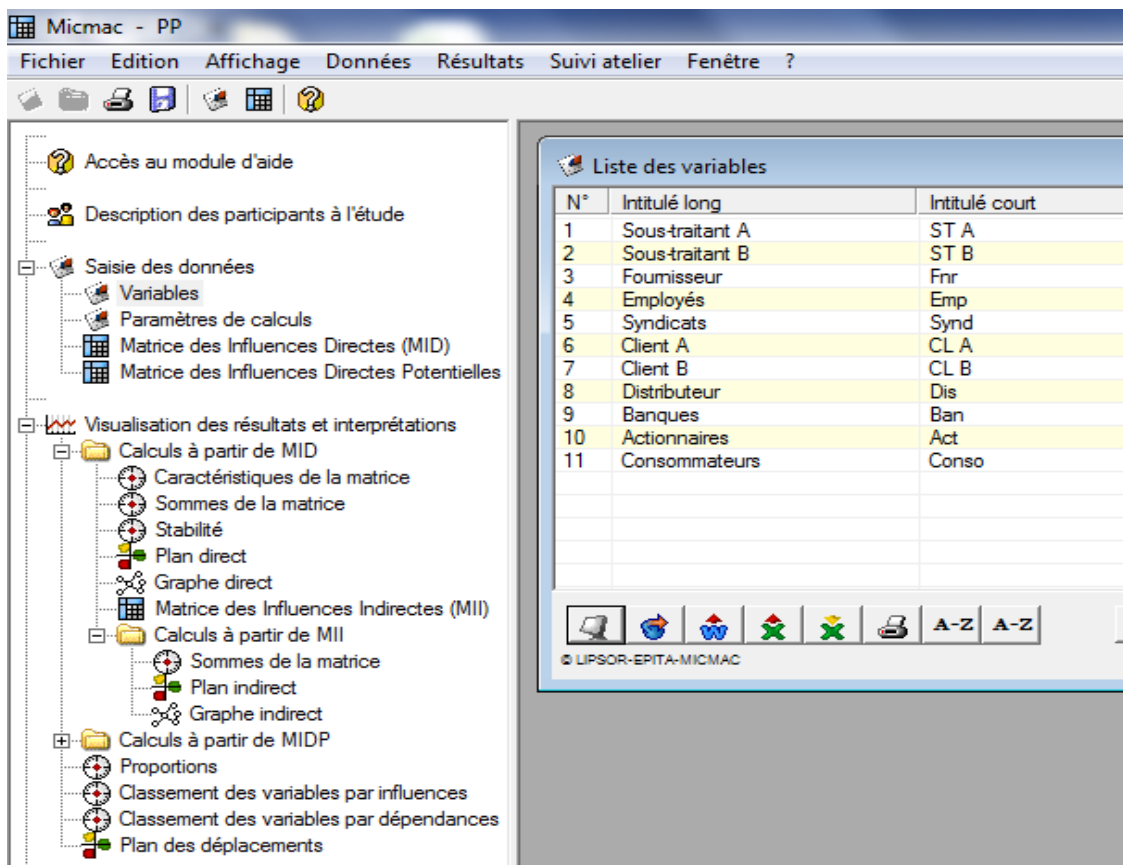 Micmac - PP
Fichier Edition Affichage Données Résultats Suivi atelier Fenêtre ?
Accès au module d'aide
Description des participants à l'étude
Saisie des données
Variables
Paramètres de calculs
Matrice des Influences Directes (MID)
Matrice des Influences Directes Potentielles
Visualisation des résultats et interprétations
Calculs à partir de MID
Caractéristiques de la matrice
Sommes de la matrice
Stabilité
Plan direct
Graphe direct
Matrice des Influences Indirectes (MII)
Calculs à partir de MII
Sommes de la matrice
Plan indirect
Graphe indirect
Calculs à partir de MIDP
Proportions
Classement des variables par influences
Classement des variables par dépendances
Plan des déplacements
Liste des variables
N° Intitulé long Intitulé court
1 Sous-traitant A ST A
2 Sous-traitant B ST B
3 Fournisseur Fnr
4 Employés Emp
5 Syndicats Synd
6 Client A CL A
7 Client B CL B
8 Distributeur Dis
9 Banques Ban
10 Actionnaires Act
11 Consommateurs Conso
A-Z A-Z
© LIPSOR-EPITA-MICMAC